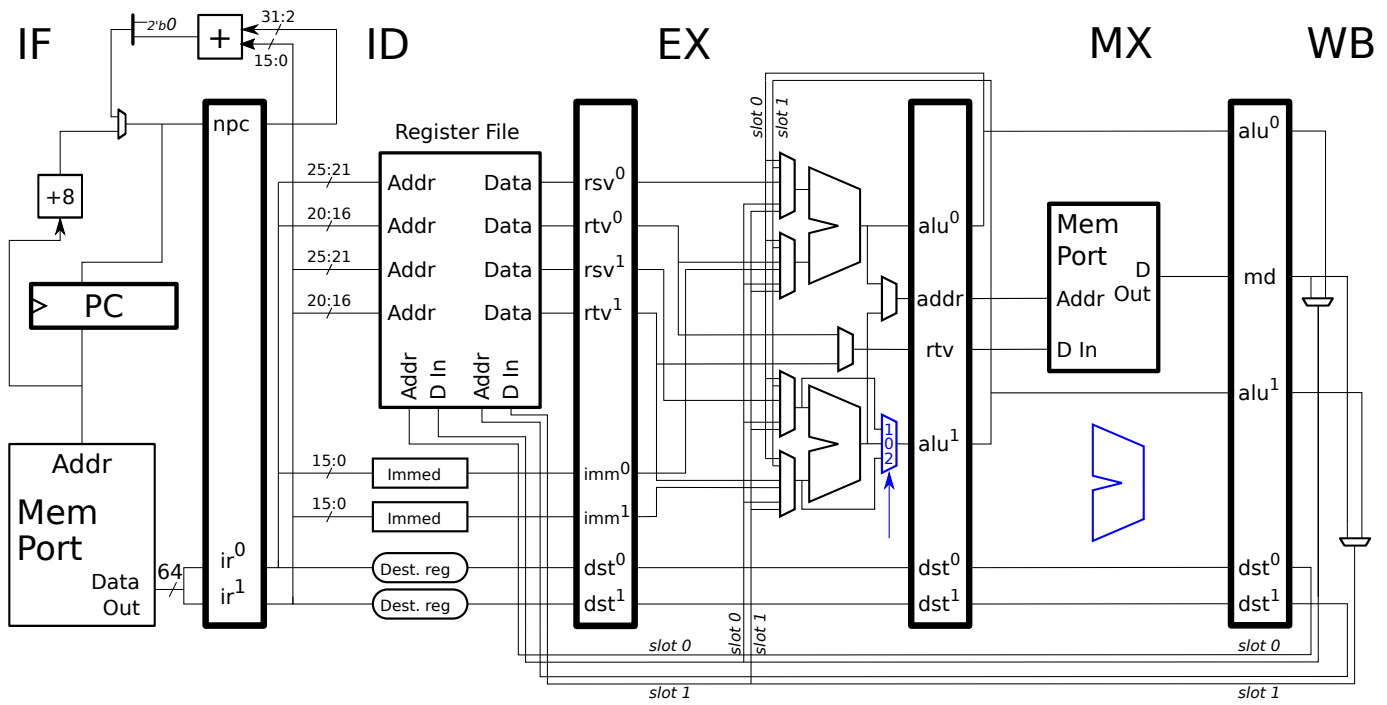 IF
ID
EX
MX
WB
2'b0
+
31:2
15:0
npc
+8
PC
Addr
Mem
Port
Data
Out
64
ir0
ir1
Register File
25:21
Addr
Data
20:16
Addr
Data
25:21
Addr
Data
20:16
Addr
Data
Addr
D In
Addr
D In
15:0
Immed
15:0
Immed
Dest. reg
Dest. reg
rsv0
rtv0
rsv1
rtv1
imm0
imm1
dst0
dst1
slot 0
slot 1
slot 0
slot 1
slot 0
slot 1
1
0
2
alu0
addr
rtv
alu1
dst0
dst1
Mem
Port
D
Out
Addr
D In
alu0
md
alu1
dst0
dst1
slot 0
slot 1